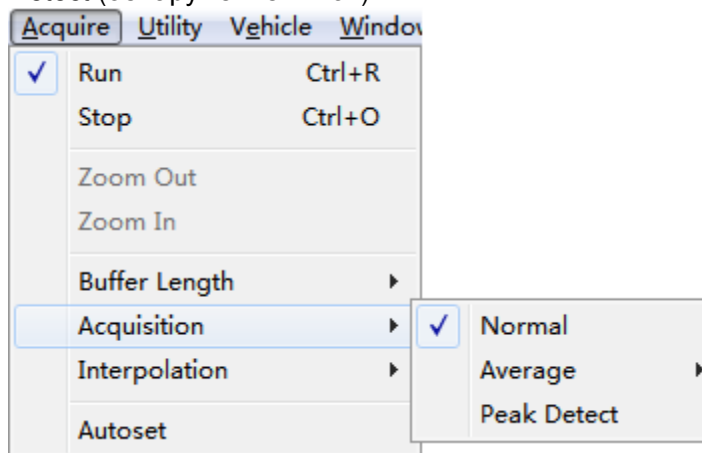 Acquire Utility Vehicle
Run Ctrl+R
Stop Ctrl+O
Zoom Out
Zoom In
Buffer Length
Acquisition
Normal
Interpolation
Average
Peak Detect
Autoset